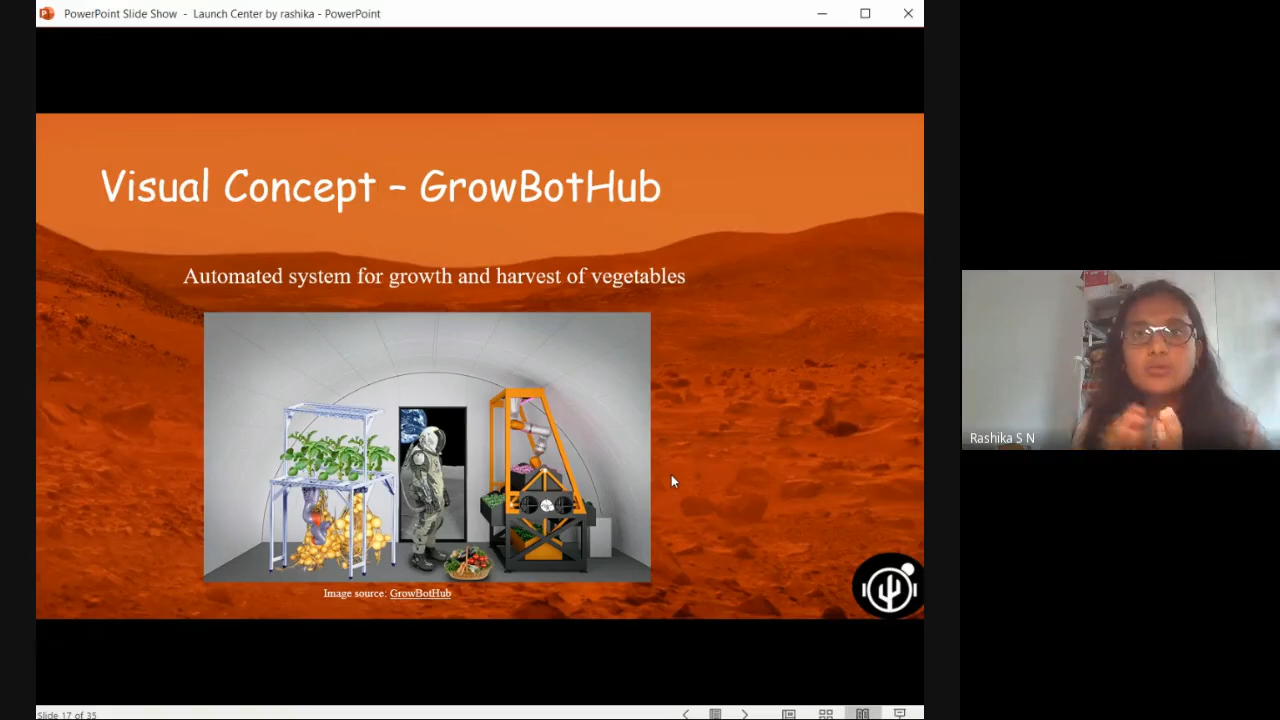 PowerPoint Slide Show - Launch Center by rashika - PowerPoint
Visual Concept – GrowBotHub
Automated system for growth and harvest of vegetables
Image source: GrowBotHub
Rashika S N
Slide 17 of 35